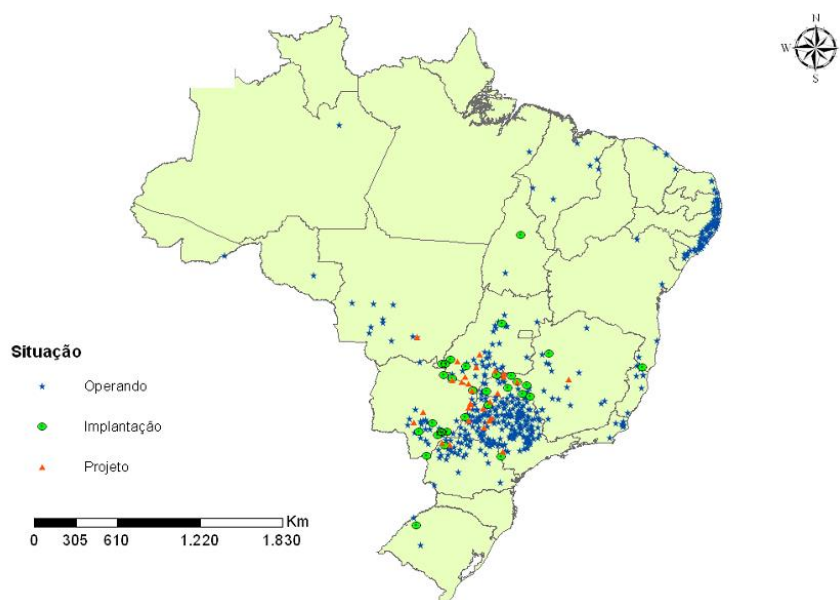 N
W
S
Situação
Operando
Implantação
Projeto
Km
0 305 610 1.220 1.830